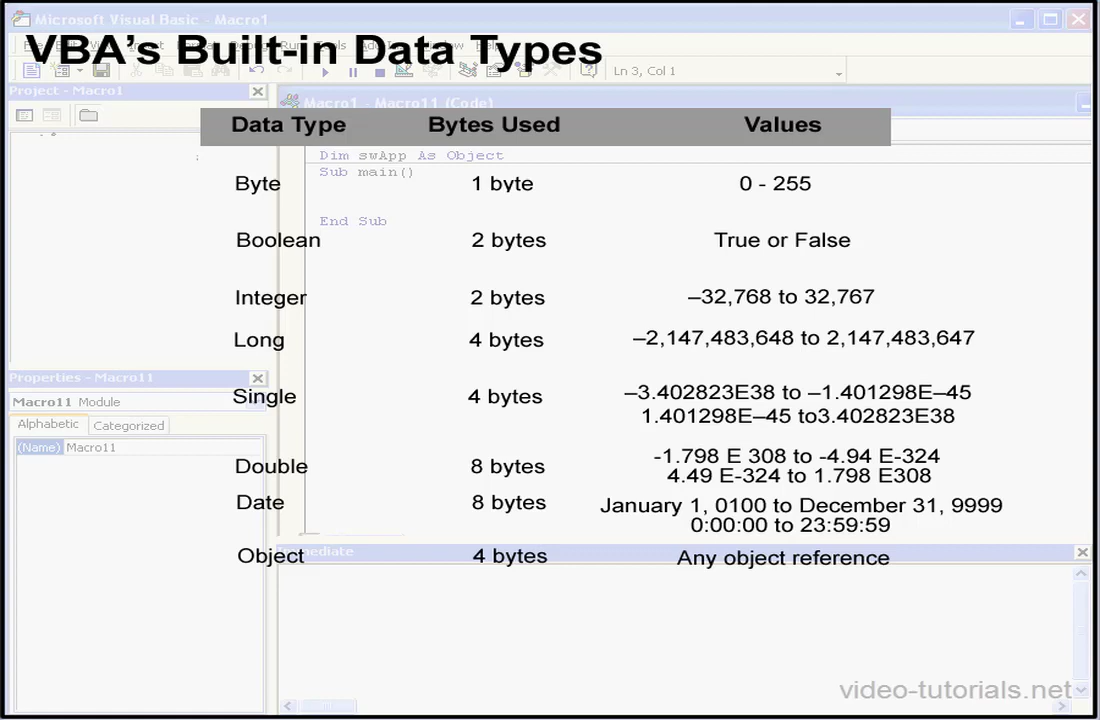 Microsoft Visual Basic - Macro1
VBA's Built-in Data Types
Ln 3, Col 1
Project - Macro1
Macro1 - Macro11 (Code)
Data Type Bytes Used Values
Dim swApp As Object
Sub main()
Byte 1 byte 0 - 255
End Sub
Boolean 2 bytes True or False
Integer 2 bytes –32,768 to 32,767
Long 4 bytes –2,147,483,648 to 2,147,483,647
Properties - Macro11
Macro11 Module
Single 4 bytes –3.402823E38 to –1.401298E–45
1.401298E–45 to3.402823E38
Alphabetic Categorized
(Name) Macro11
Double 8 bytes -1.798 E 308 to -4.94 E-324
4.49 E-324 to 1.798 E308
Date 8 bytes January 1, 0100 to December 31, 9999
0:00:00 to 23:59:59
Object 4 bytes Any object reference
video-tutorials.net